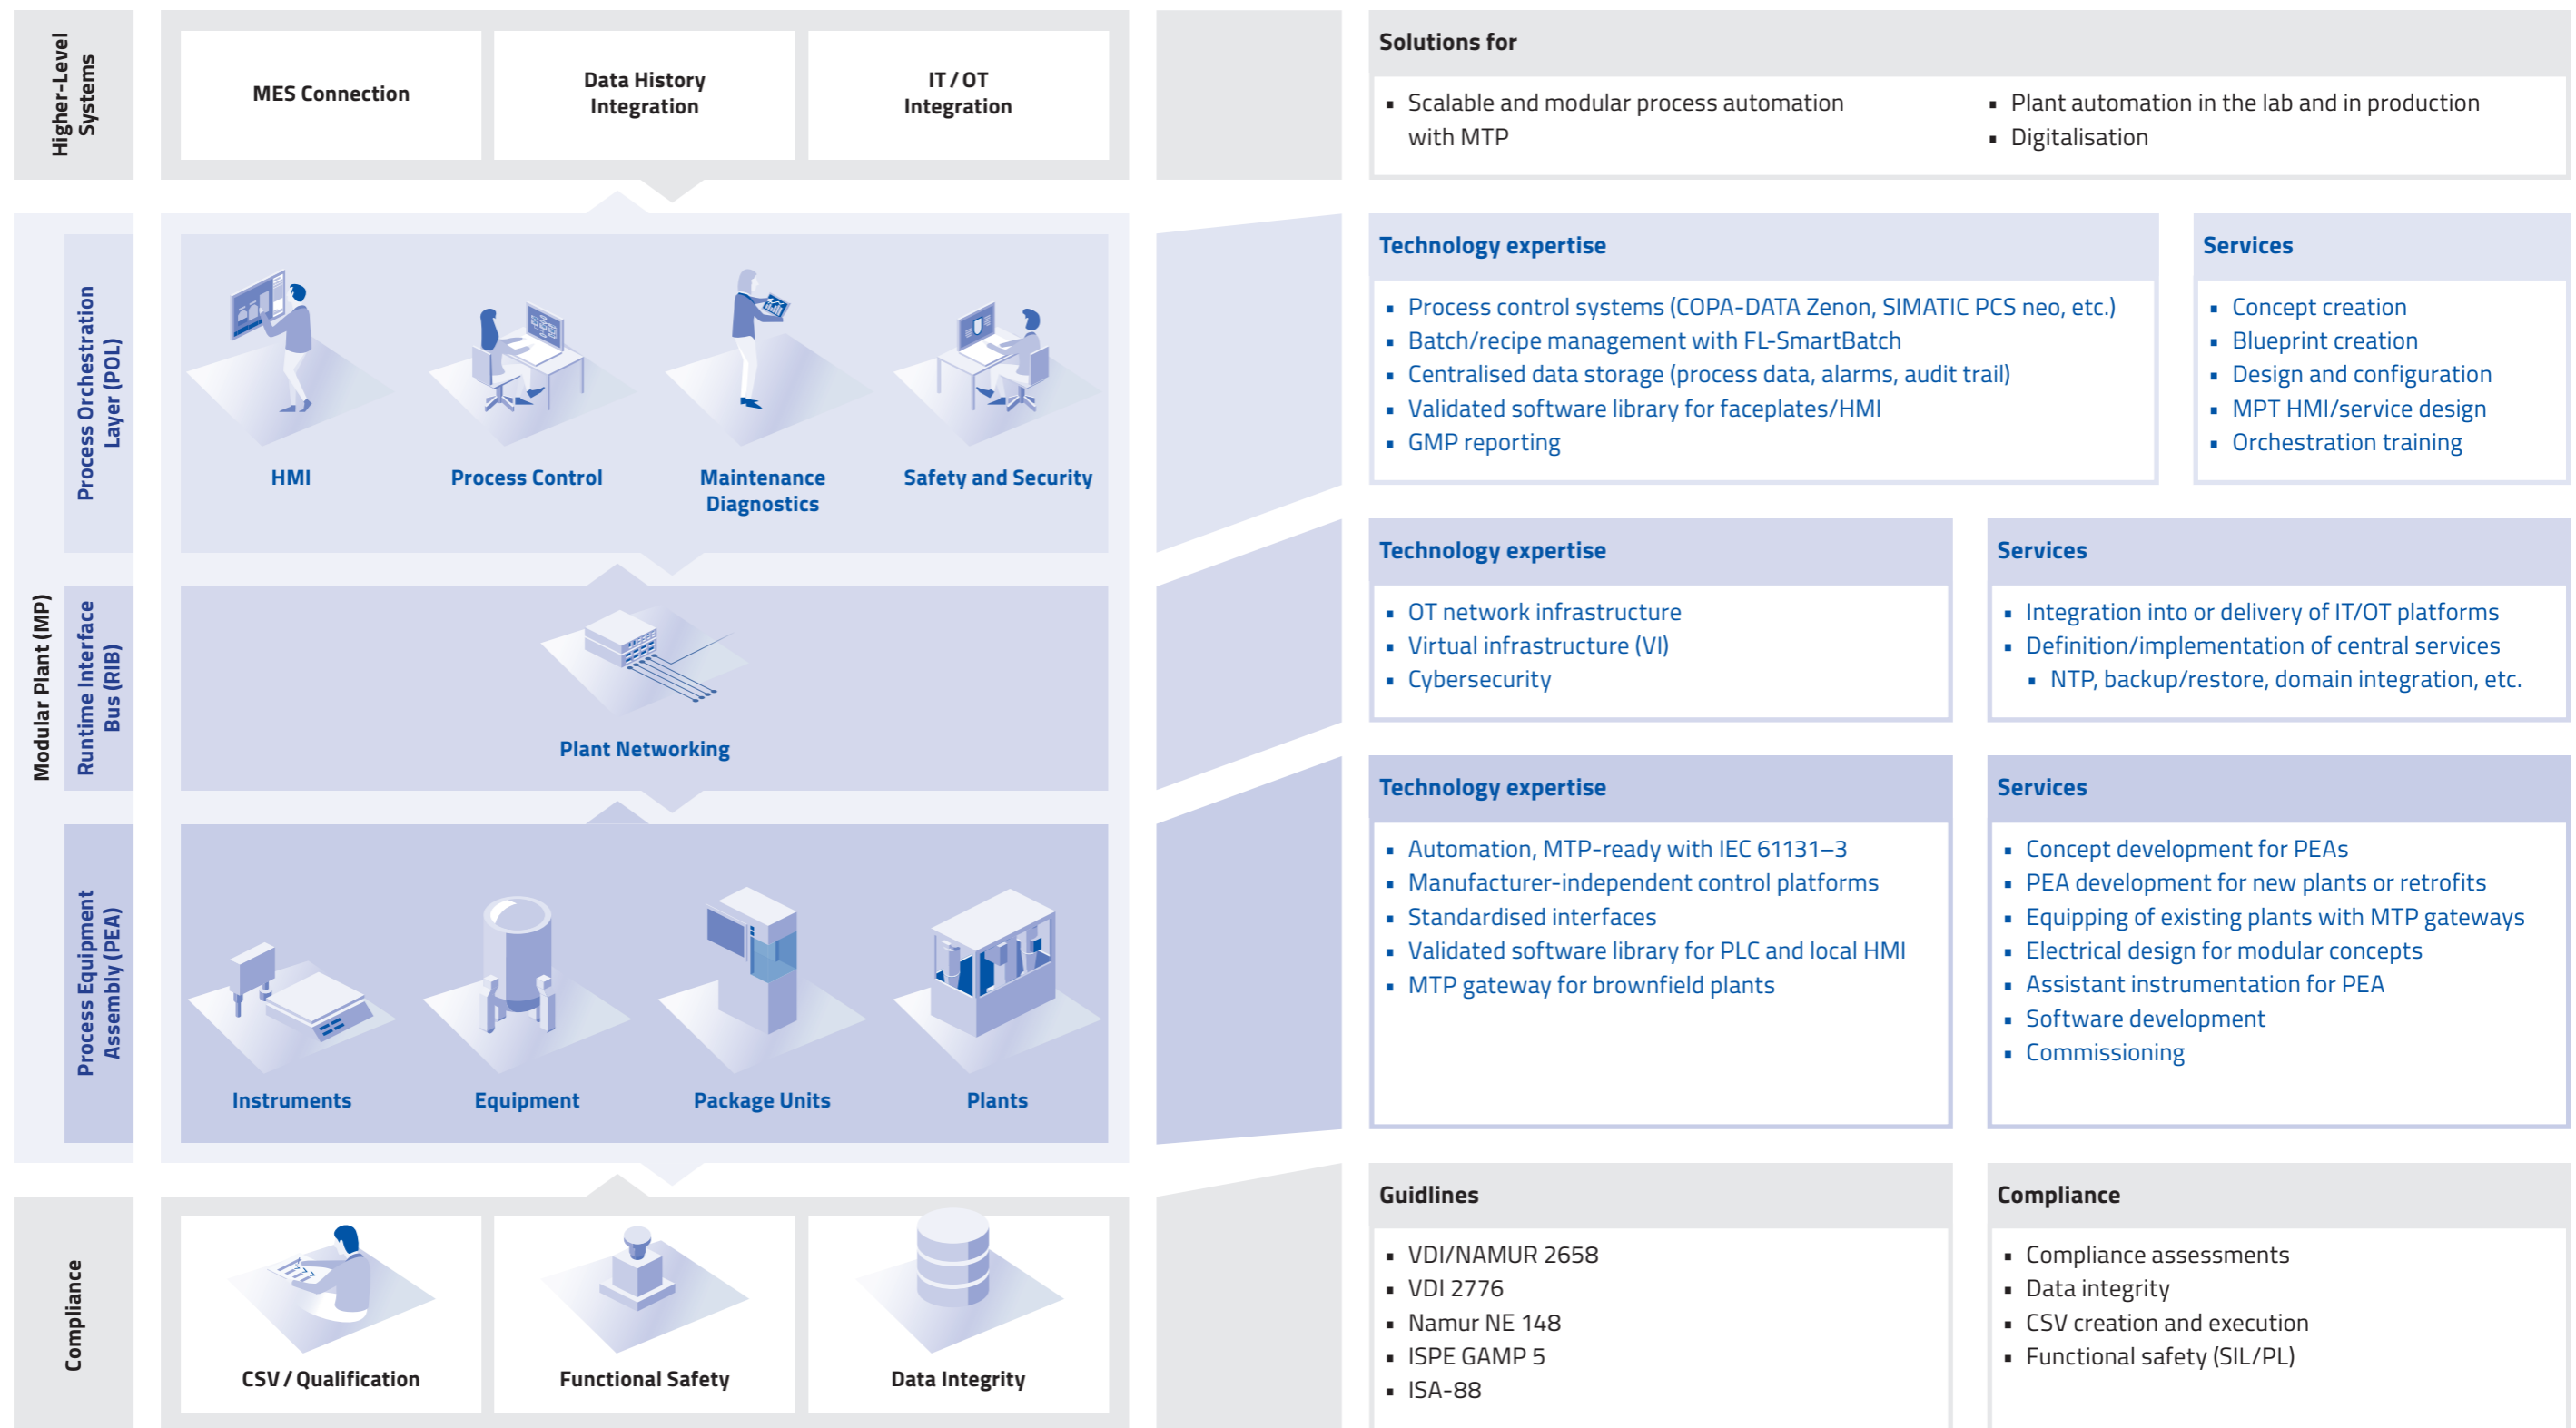 Higher-Level
Systems
MES Connection
Data History
Integration
IT / OT
Integration
Solutions for
▪ Scalable and modular process automation
with MTP
▪ Plant automation in the lab and in production
▪ Digitalisation
Modular Plant (MP)
Process Orchestration
Layer (POL)
HMI
Process Control
Maintenance
Diagnostics
Safety and Security
Technology expertise
▪ Process control systems (COPA-DATA Zenon, SIMATIC PCS neo, etc.)
▪ Batch/recipe management with FL-SmartBatch
▪ Centralised data storage (process data, alarms, audit trail)
▪ Validated software library for faceplates/HMI
▪ GMP reporting
Services
▪ Concept creation
▪ Blueprint creation
▪ Design and configuration
▪ MPT HMI/service design
▪ Orchestration training
Runtime Interface
Bus (RIB)
Plant Networking
Technology expertise
▪ OT network infrastructure
▪ Virtual infrastructure (VI)
▪ Cybersecurity
Services
▪ Integration into or delivery of IT/OT platforms
▪ Definition/implementation of central services
▪ NTP, backup/restore, domain integration, etc.
Process Equipment
Assembly (PEA)
Instruments
Equipment
Package Units
Plants
Technology expertise
▪ Automation, MTP-ready with IEC 61131–3
▪ Manufacturer-independent control platforms
▪ Standardised interfaces
▪ Validated software library for PLC and local HMI
▪ MTP gateway for brownfield plants
Services
▪ Concept development for PEAs
▪ PEA development for new plants or retrofits
▪ Equipping of existing plants with MTP gateways
▪ Electrical design for modular concepts
▪ Assistant instrumentation for PEA
▪ Software development
▪ Commissioning
Compliance
CSV / Qualification
Functional Safety
Data Integrity
Guidlines
▪ VDI/NAMUR 2658
▪ VDI 2776
▪ Namur NE 148
▪ ISPE GAMP 5
▪ ISA-88
Compliance
▪ Compliance assessments
▪ Data integrity
▪ CSV creation and execution
▪ Functional safety (SIL/PL)